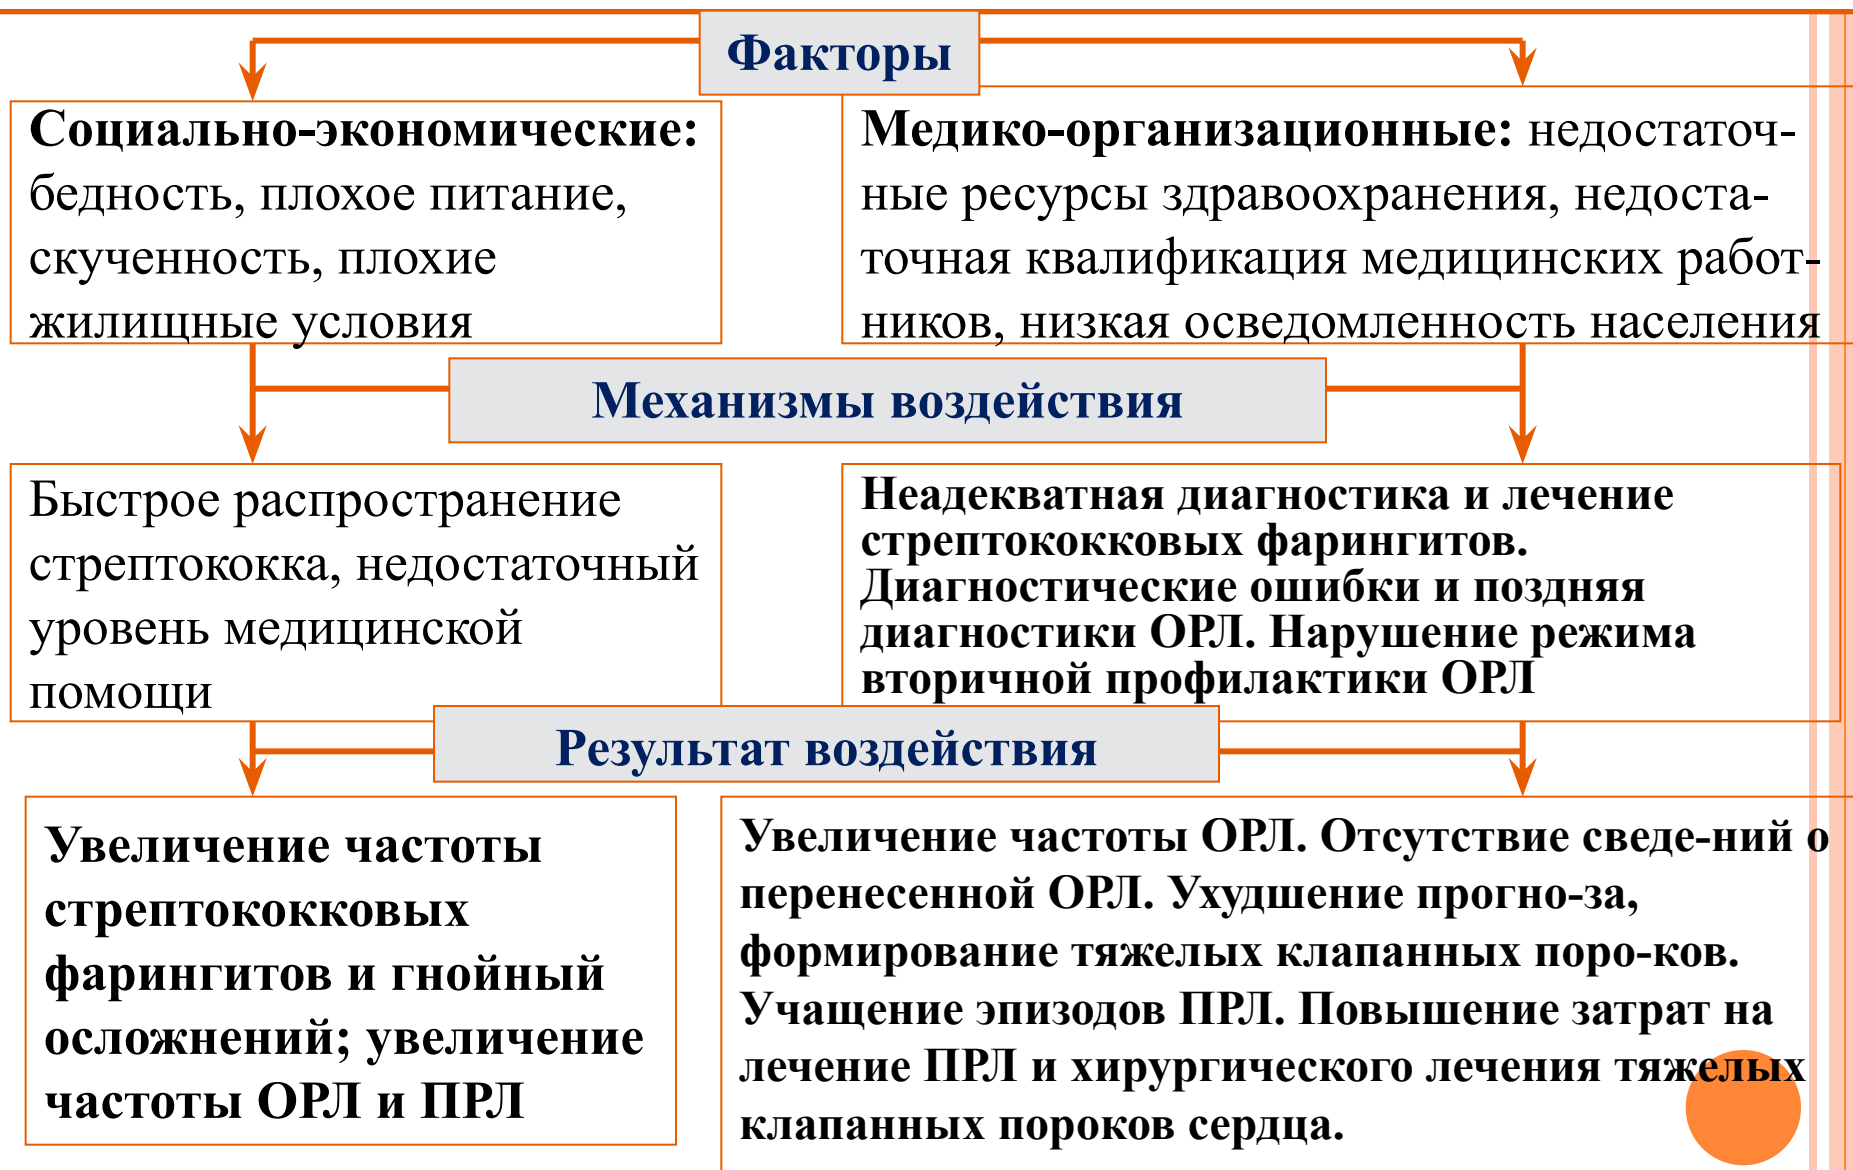 Факторы
Социально-экономические:
бедность, плохое питание,
скученность, плохие
жилищные условия
Медико-организационные: недостаточ-
ные ресурсы здравоохранения, недоста-
точная квалификация медицинских работ-
ников, низкая осведомленность населения
Механизмы воздействия
Быстрое распространение
стрептококка, недостаточный
уровень медицинской
помощи
Неадекватная диагностика и лечение
стрептококковых фарингитов.
Диагностические ошибки и поздняя
диагностики ОРЛ. Нарушение режима
вторичной профилактики ОРЛ
Результат воздействия
Увеличение частоты
стрептококковых
фарингитов и гнойный
осложнений; увеличение
частоты ОРЛ и ПРЛ
Увеличение частоты ОРЛ. Отсутствие сведе-ний о
перенесенной ОРЛ. Ухудшение прогно-за,
формирование тяжелых клапанных поро-ков.
Учащение эпизодов ПРЛ. Повышение затрат на
лечение ПРЛ и хирургического лечения тяжелых
клапанных пороков сердца.